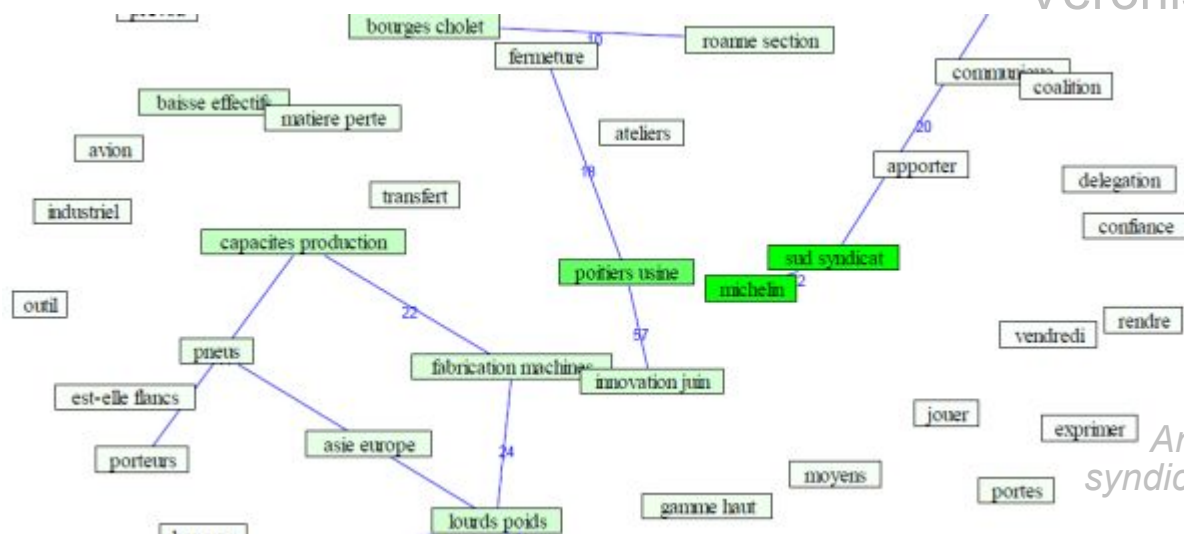 bourges cholet
10
roanne section
fermeture
coalition
baisse effectifs
matiere perte
20
ateliers
avion
apporter
18
delegation
transfert
industriel
confiance
capacites production
sud syndicat
poitiers usine
michelin
outil
22
rendre
vendredi
57
pneus
fabrication machines
innovation juin
est-elle flancs
jouer
exprimer
asie europe
24
porteurs
moyens
portes
gamme haut
lourds poids